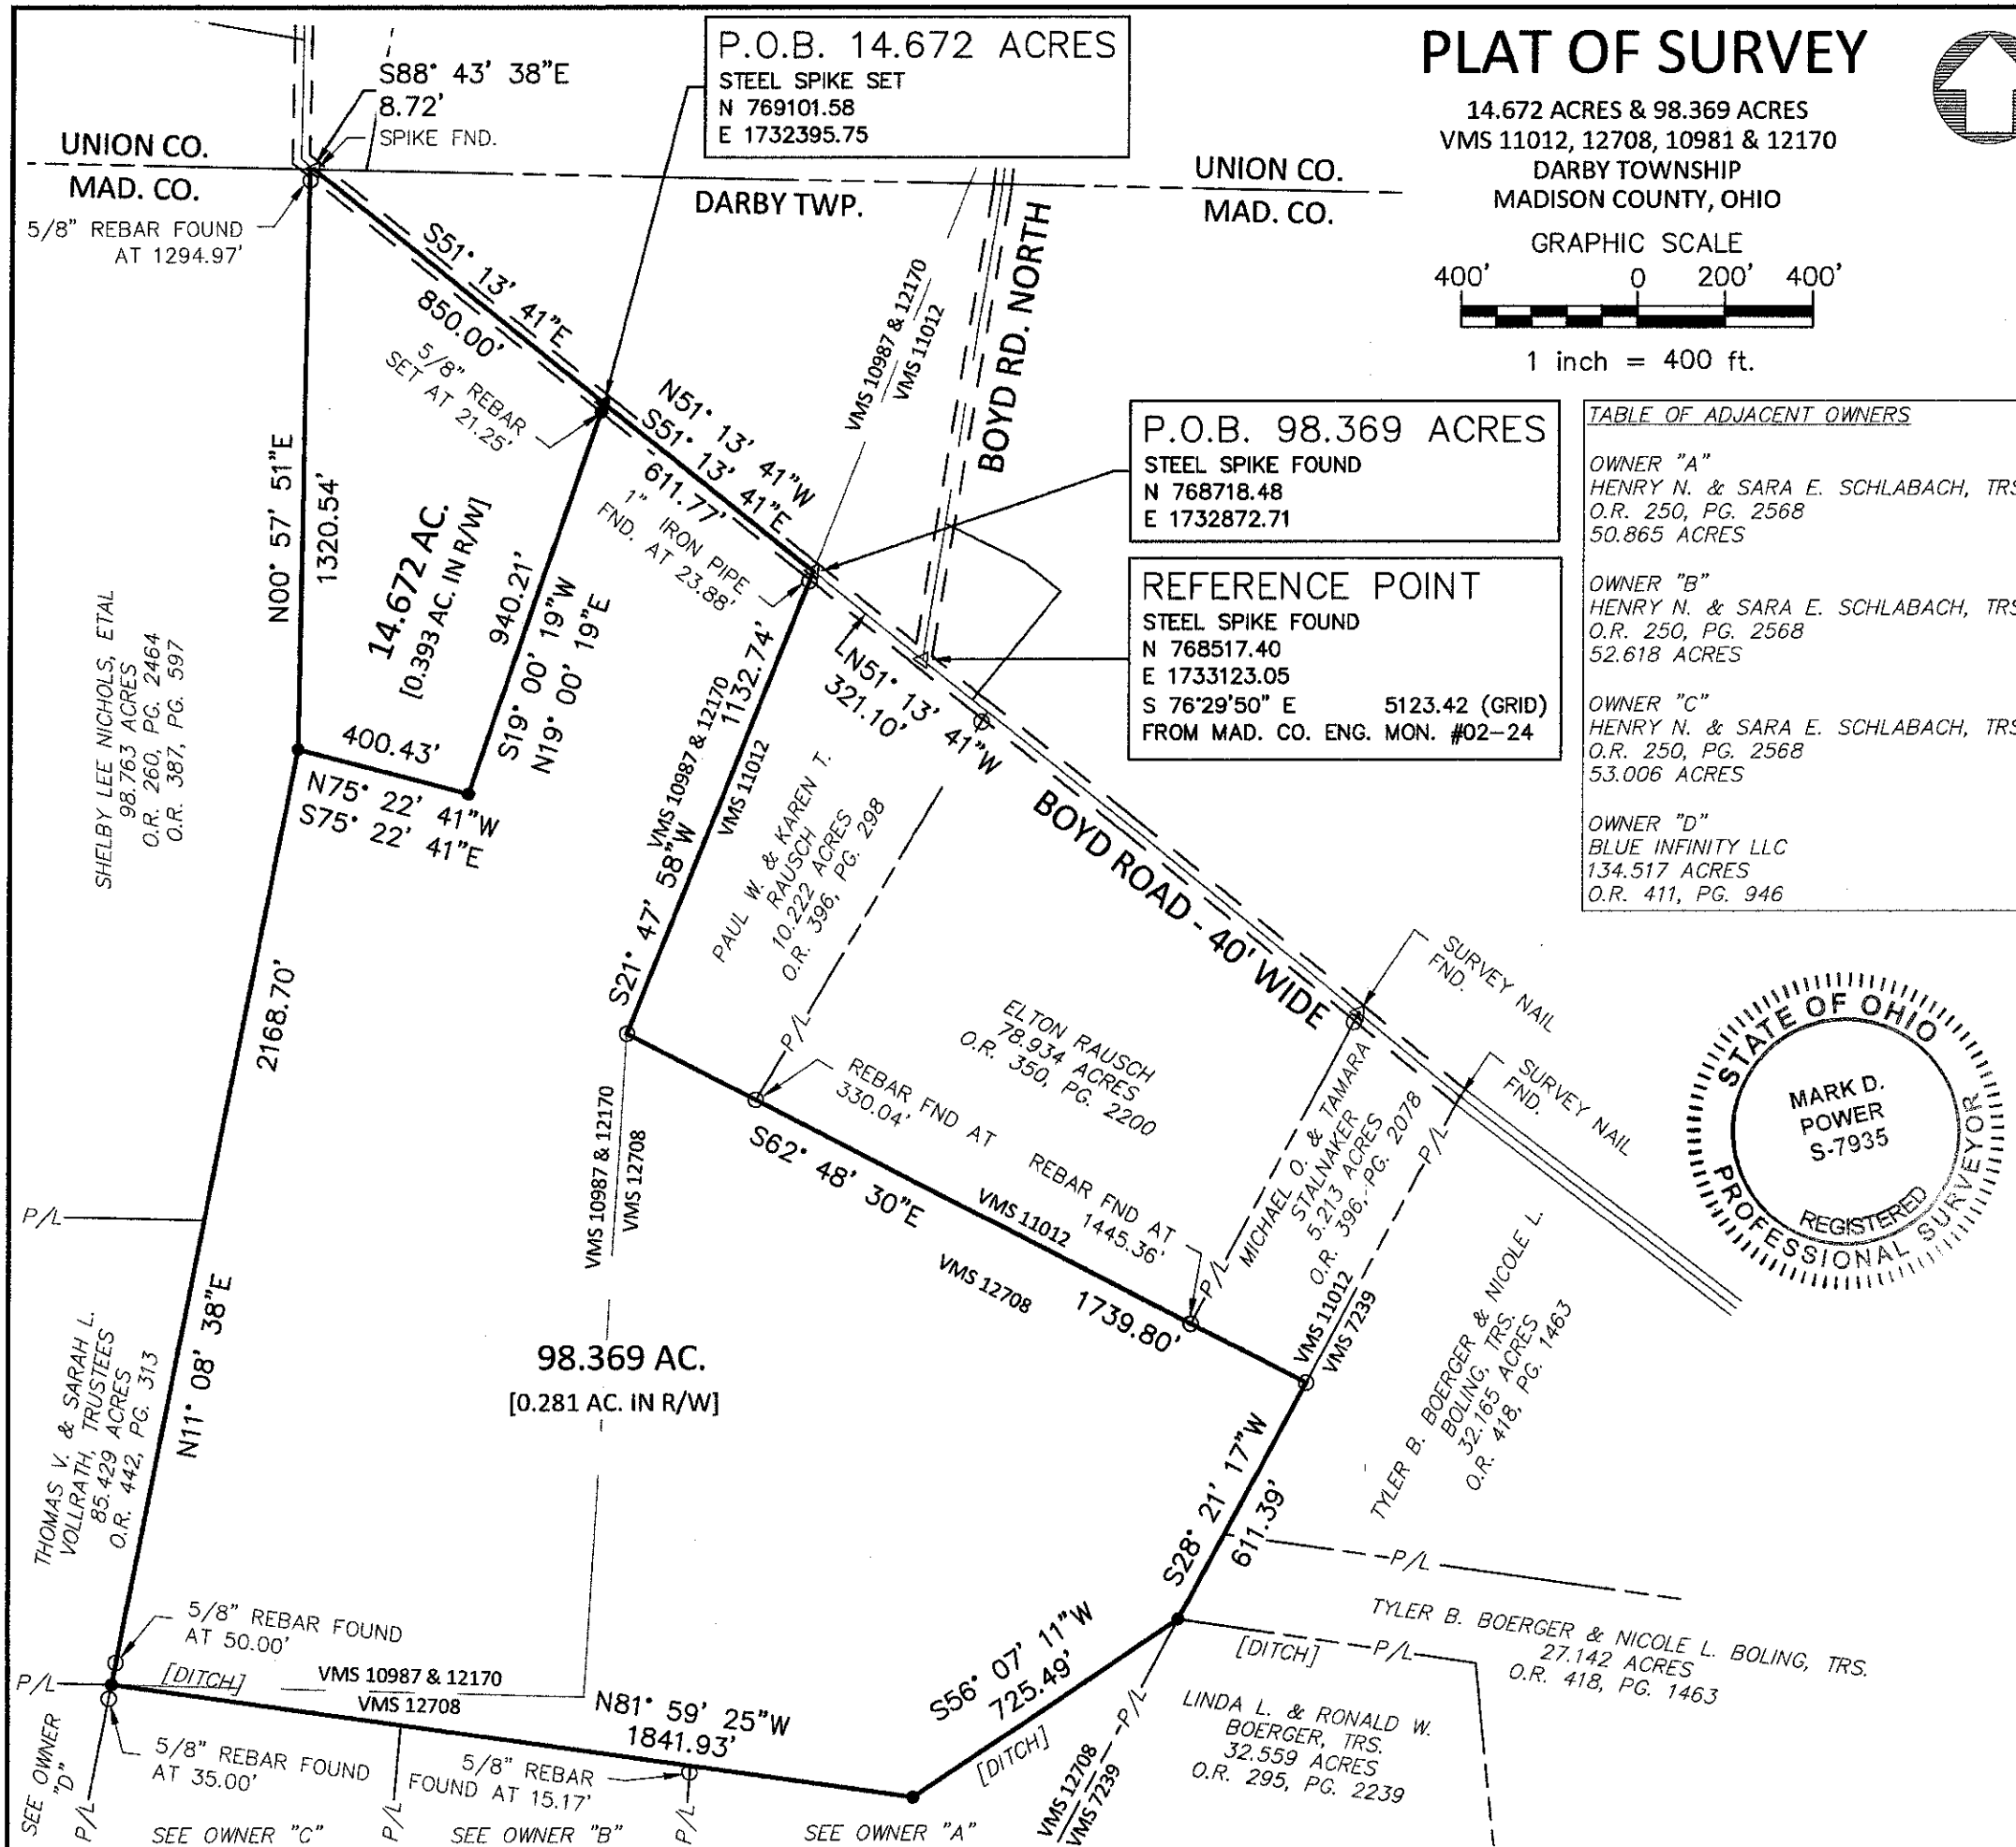 PLAT OF SURVEY
14.672 ACRES & 98.369 ACRES
VMS 11012, 12708, 10981 & 12170
DARBY TOWNSHIP
MADISON COUNTY, OHIO
GRAPHIC SCALE
400' 0 200' 400'
1 inch = 400 ft.
P.O.B. 14.672 ACRES
STEEL SPIKE SET
N 769101.58
E 1732395.75
S88° 43' 38"E
8.72'
SPIKE FND.
UNION CO.
MAD. CO.
DARBY TWP.
UNION CO.
MAD. CO.
5/8" REBAR FOUND
AT 1294.97'
S51° 13' 41"E
850.00'
5/8" REBAR
SET AT 21.25'
N51° 13' 41"W
S51° 13' 41"E
611.77'
1" IRON PIPE
FND. AT 23.88'
VMS 10987 & 12170
VMS 11012
BOYD RD. NORTH
P.O.B. 98.369 ACRES
STEEL SPIKE FOUND
N 768718.48
E 1732872.71
REFERENCE POINT
STEEL SPIKE FOUND
N 768517.40
E 1733123.05
S 76°29'50" E 5123.42 (GRID)
FROM MAD. CO. ENG. MON. #02-24
TABLE OF ADJACENT OWNERS
OWNER "A"
HENRY N. & SARA E. SCHLABACH, TRS
O.R. 250, PG. 2568
50.865 ACRES
OWNER "B"
HENRY N. & SARA E. SCHLABACH, TRS
O.R. 250, PG. 2568
52.618 ACRES
OWNER "C"
HENRY N. & SARA E. SCHLABACH, TRS
O.R. 250, PG. 2568
53.006 ACRES
OWNER "D"
BLUE INFINITY LLC
134.517 ACRES
O.R. 411, PG. 946
N00° 57' 51"E
1320.54'
14.672 AC.
[0.393 AC. IN R/W]
940.21'
S19° 00' 19"W
N19° 00' 19"E
400.43'
N75° 22' 41"W
S75° 22' 41"E
SHELBY LEE NICHOLS, ETAL
98.763 ACRES
O.R. 260, PG. 2464
O.R. 387, PG. 597
1132.74'
VMS 10987 & 12170
VMS 11012
S21° 47' 58"W
N51° 13' 41"W
321.10'
PAUL W. & KAREN T.
RAUSCH
10.222 ACRES
O.R. 396, PG. 298
P/L
BOYD ROAD - 40' WIDE
ELTON RAUSCH
78.934 ACRES
O.R. 350, PG. 2200
SURVEY NAIL
FND.
SURVEY NAIL
FND.
STATE OF OHIO
MARK D.
POWER
S-7935
REGISTERED
PROFESSIONAL SURVEYOR
2168.70'
N11° 08' 38"E
P/L
VMS 10987 & 12170
VMS 12708
REBAR FND AT
330.04'
S62° 48' 30"E
REBAR FND AT
1445.36'
VMS 11012
VMS 12708
1739.80'
P/L
MICHAEL O. & TAMARA
STALNAKER
5.213 ACRES
O.R. 396, PG. 2078
P/L
VMS 11012
VMS 7239
TYLER B. BOERGER & NICOLE L.
BOLING, TRS.
32.165 ACRES
O.R. 418, PG. 1463
98.369 AC.
[0.281 AC. IN R/W]
THOMAS V. & SARAH L.
VOLLRATH, TRUSTEES
85.429 ACRES
O.R. 442, PG. 313
S28° 21' 17"W
611.39'
P/L
TYLER B. BOERGER & NICOLE L. BOLING, TRS.
27.142 ACRES
O.R. 418, PG. 1463
[DITCH]
P/L
S56° 07' 11"W
725.49'
[DITCH]
LINDA L. & RONALD W.
BOERGER, TRS.
32.559 ACRES
O.R. 295, PG. 2239
P/L
VMS 12708
VMS 7239
5/8" REBAR FOUND
AT 50.00'
P/L
[DITCH]
VMS 10987 & 12170
VMS 12708
N81° 59' 25"W
1841.93'
5/8" REBAR FOUND
AT 35.00'
5/8" REBAR
FOUND AT 15.17'
SEE OWNER
"D"
P/L
SEE OWNER "C"
P/L
SEE OWNER "B"
P/L
SEE OWNER "A"